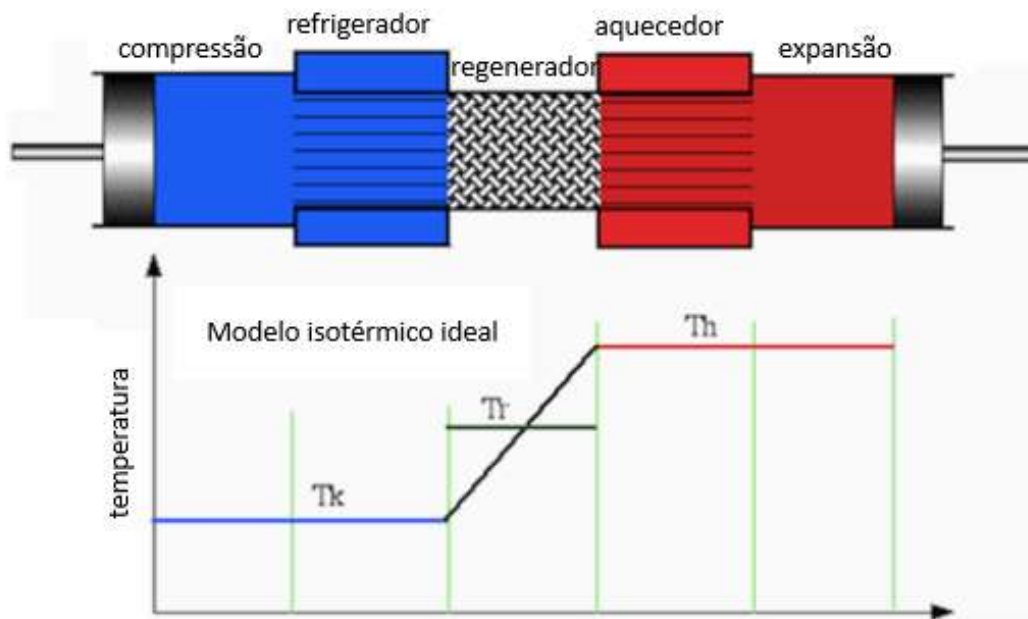 compressão
refrigerador
regenerador
aquecedor
expansão
Modelo isotérmico ideal
temperatura
Tk
Tr
Th